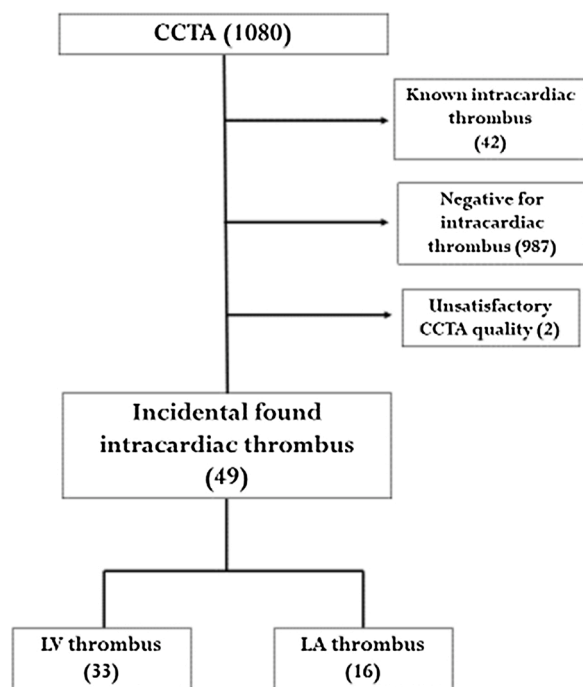 CCTA (1080)
Known intracardiac
thrombus
(42)
Negative for
intracardiac
thrombus (987)
Unsatisfactory
CCTA quality (2)
Incidental found
intracardiac thrombus
(49)
LV thrombus
(33)
LA thrombus
(16)